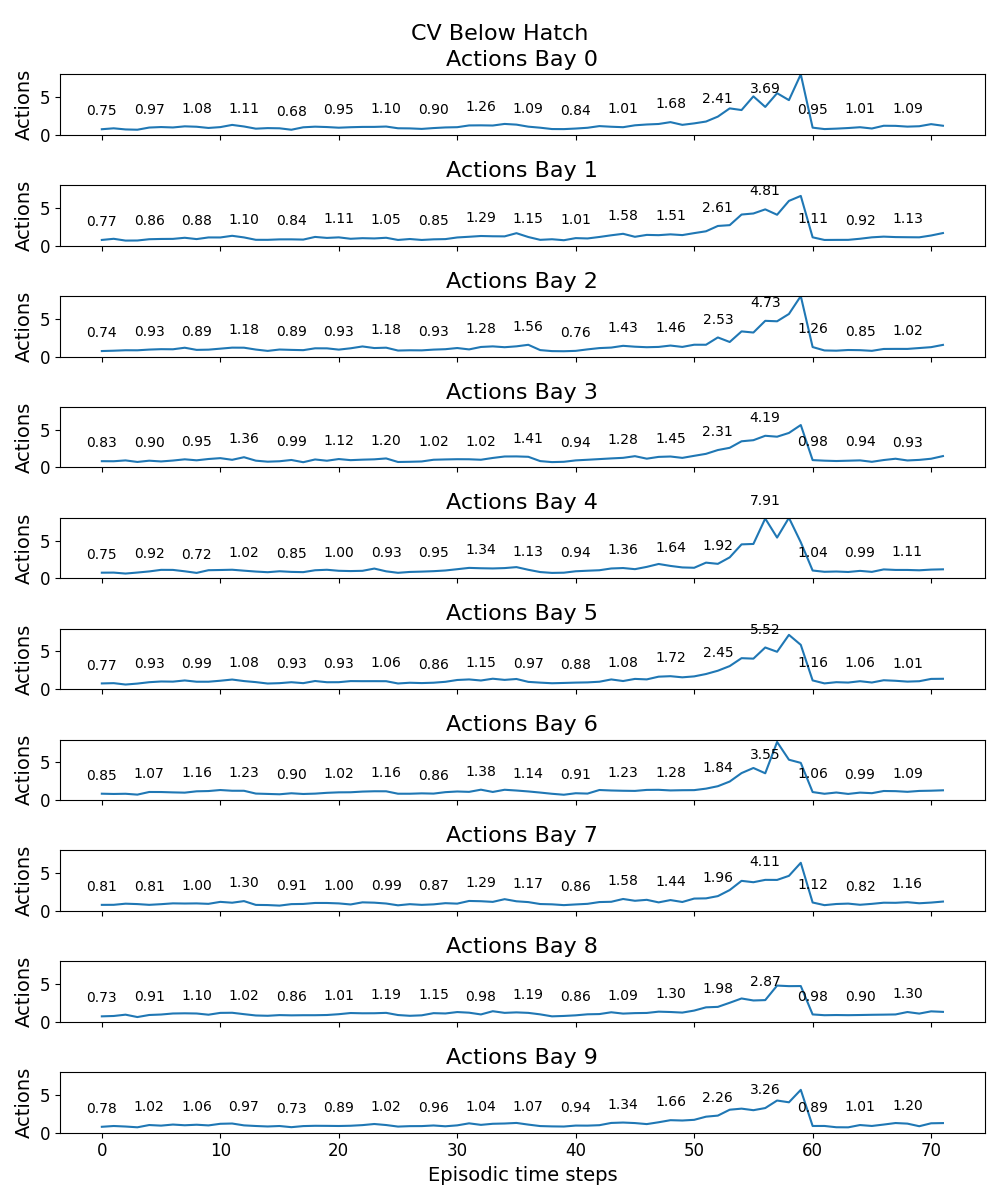 CV Below Hatch
Actions Bay 0
Actions
5
0
0.75 0.97 1.08 1.11 0.68 0.95 1.10 0.90 1.26 1.09 0.84 1.01 1.68 2.41 3.69 0.95 1.01 1.09
Actions Bay 1
Actions
5
0
0.77 0.86 0.88 1.10 0.84 1.11 1.05 0.85 1.29 1.15 1.01 1.58 1.51 2.61 4.81 1.11 0.92 1.13
Actions Bay 2
Actions
5
0
0.74 0.93 0.89 1.18 0.89 0.93 1.18 0.93 1.28 1.56 0.76 1.43 1.46 2.53 4.73 1.26 0.85 1.02
Actions Bay 3
Actions
5
0
0.83 0.90 0.95 1.36 0.99 1.12 1.20 1.02 1.02 1.41 0.94 1.28 1.45 2.31 4.19 0.98 0.94 0.93
Actions Bay 4
Actions
5
0
0.75 0.92 0.72 1.02 0.85 1.00 0.93 0.95 1.34 1.13 0.94 1.36 1.64 1.92 7.91 1.04 0.99 1.11
Actions Bay 5
Actions
5
0
0.77 0.93 0.99 1.08 0.93 0.93 1.06 0.86 1.15 0.97 0.88 1.08 1.72 2.45 5.52 1.16 1.06 1.01
Actions Bay 6
Actions
5
0
0.85 1.07 1.16 1.23 0.90 1.02 1.16 0.86 1.38 1.14 0.91 1.23 1.28 1.84 3.55 1.06 0.99 1.09
Actions Bay 7
Actions
5
0
0.81 0.81 1.00 1.30 0.91 1.00 0.99 0.87 1.29 1.17 0.86 1.58 1.44 1.96 4.11 1.12 0.82 1.16
Actions Bay 8
Actions
5
0
0.73 0.91 1.10 1.02 0.86 1.01 1.19 1.15 0.98 1.19 0.86 1.09 1.30 1.98 2.87 0.98 0.90 1.30
Actions Bay 9
Actions
5
0
0.78 1.02 1.06 0.97 0.73 0.89 1.02 0.96 1.04 1.07 0.94 1.34 1.66 2.26 3.26 0.89 1.01 1.20
0 10 20 30 40 50 60 70
Episodic time steps